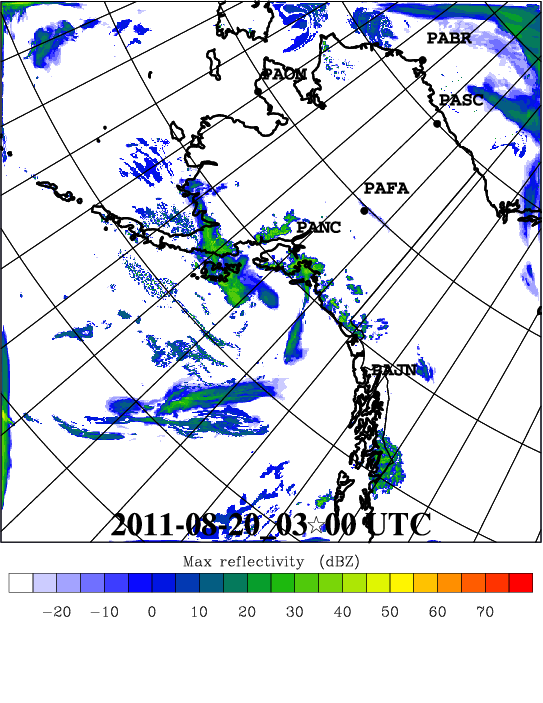 PABR
PAOM
PASC
PAFA
PANC
PAJN
2011-08-20_03☆00 UTC
Max reflectivity (dBZ)
-20 -10 0 10 20 30 40 50 60 70